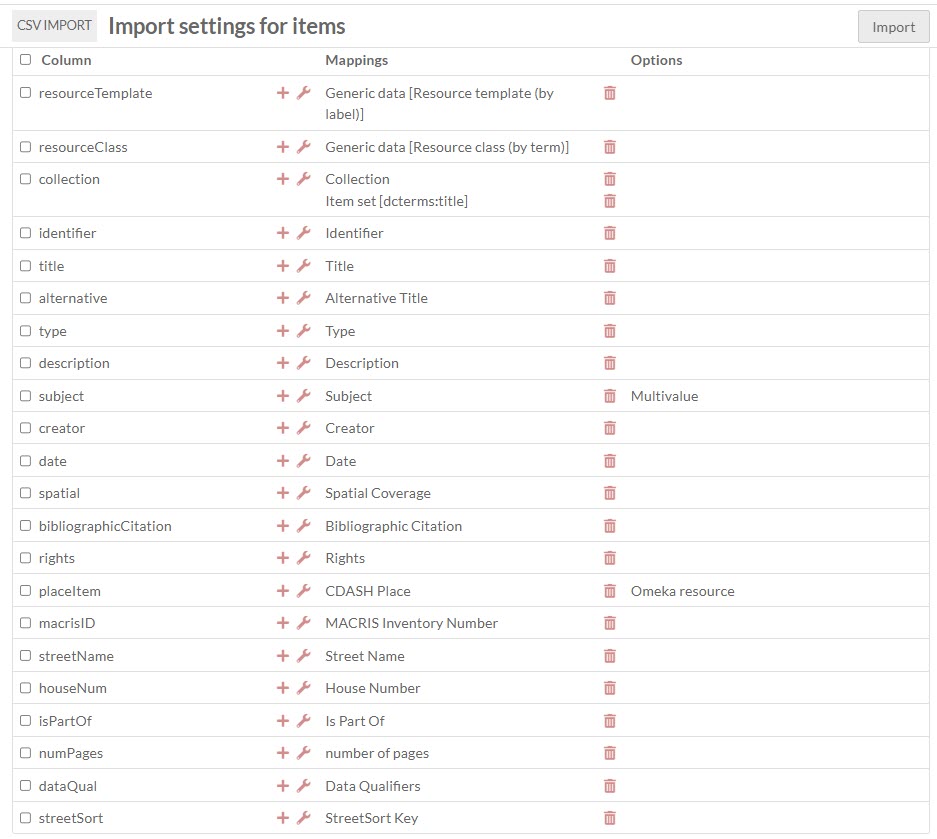 CSV IMPORT Import settings for items Import
Column Mappings Options
resourceTemplate Generic data [Resource template (by
label)]
resourceClass Generic data [Resource class (by term)]
collection Collection
Item set [dcterms:title]
identifier Identifier
title Title
alternative Alternative Title
type Type
description Description
subject Subject Multivalue
creator Creator
date Date
spatial Spatial Coverage
bibliographicCitation Bibliographic Citation
rights Rights
placeItem CDASH Place Omeka resource
macrisID MACRIS Inventory Number
streetName Street Name
houseNum House Number
isPartOf Is Part Of
numPages number of pages
dataQual Data Qualifiers
streetSort StreetSort Key